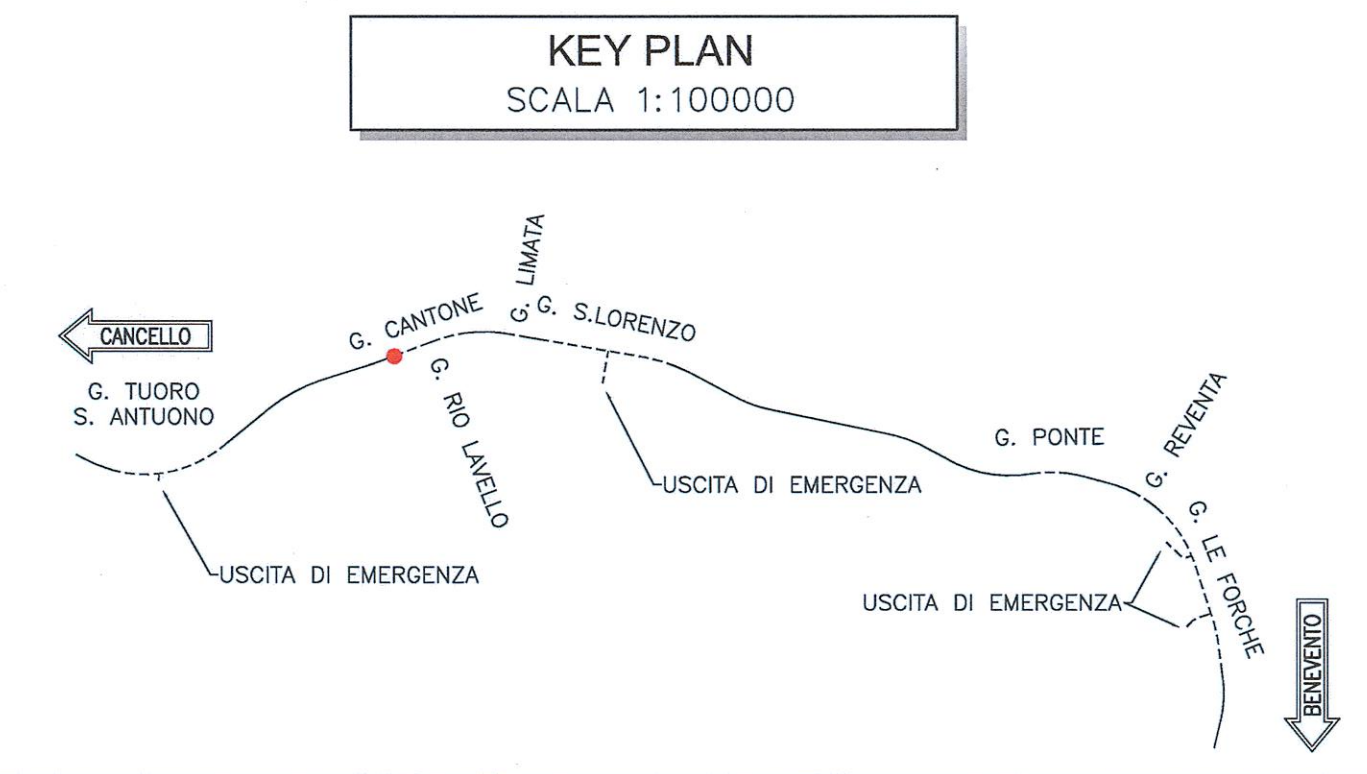 KEY PLAN
SCALA 1:100000
CANCELLO
G. TUORO
S. ANTUONO
G. CANTONE
G. LIMATA
G. S.LORENZO
G. RIO LAVELLO
USCITA DI EMERGENZA
USCITA DI EMERGENZA
G. PONTE
G. REVENTA
G. LE FORCHE
USCITA DI EMERGENZA
BENEVENTO